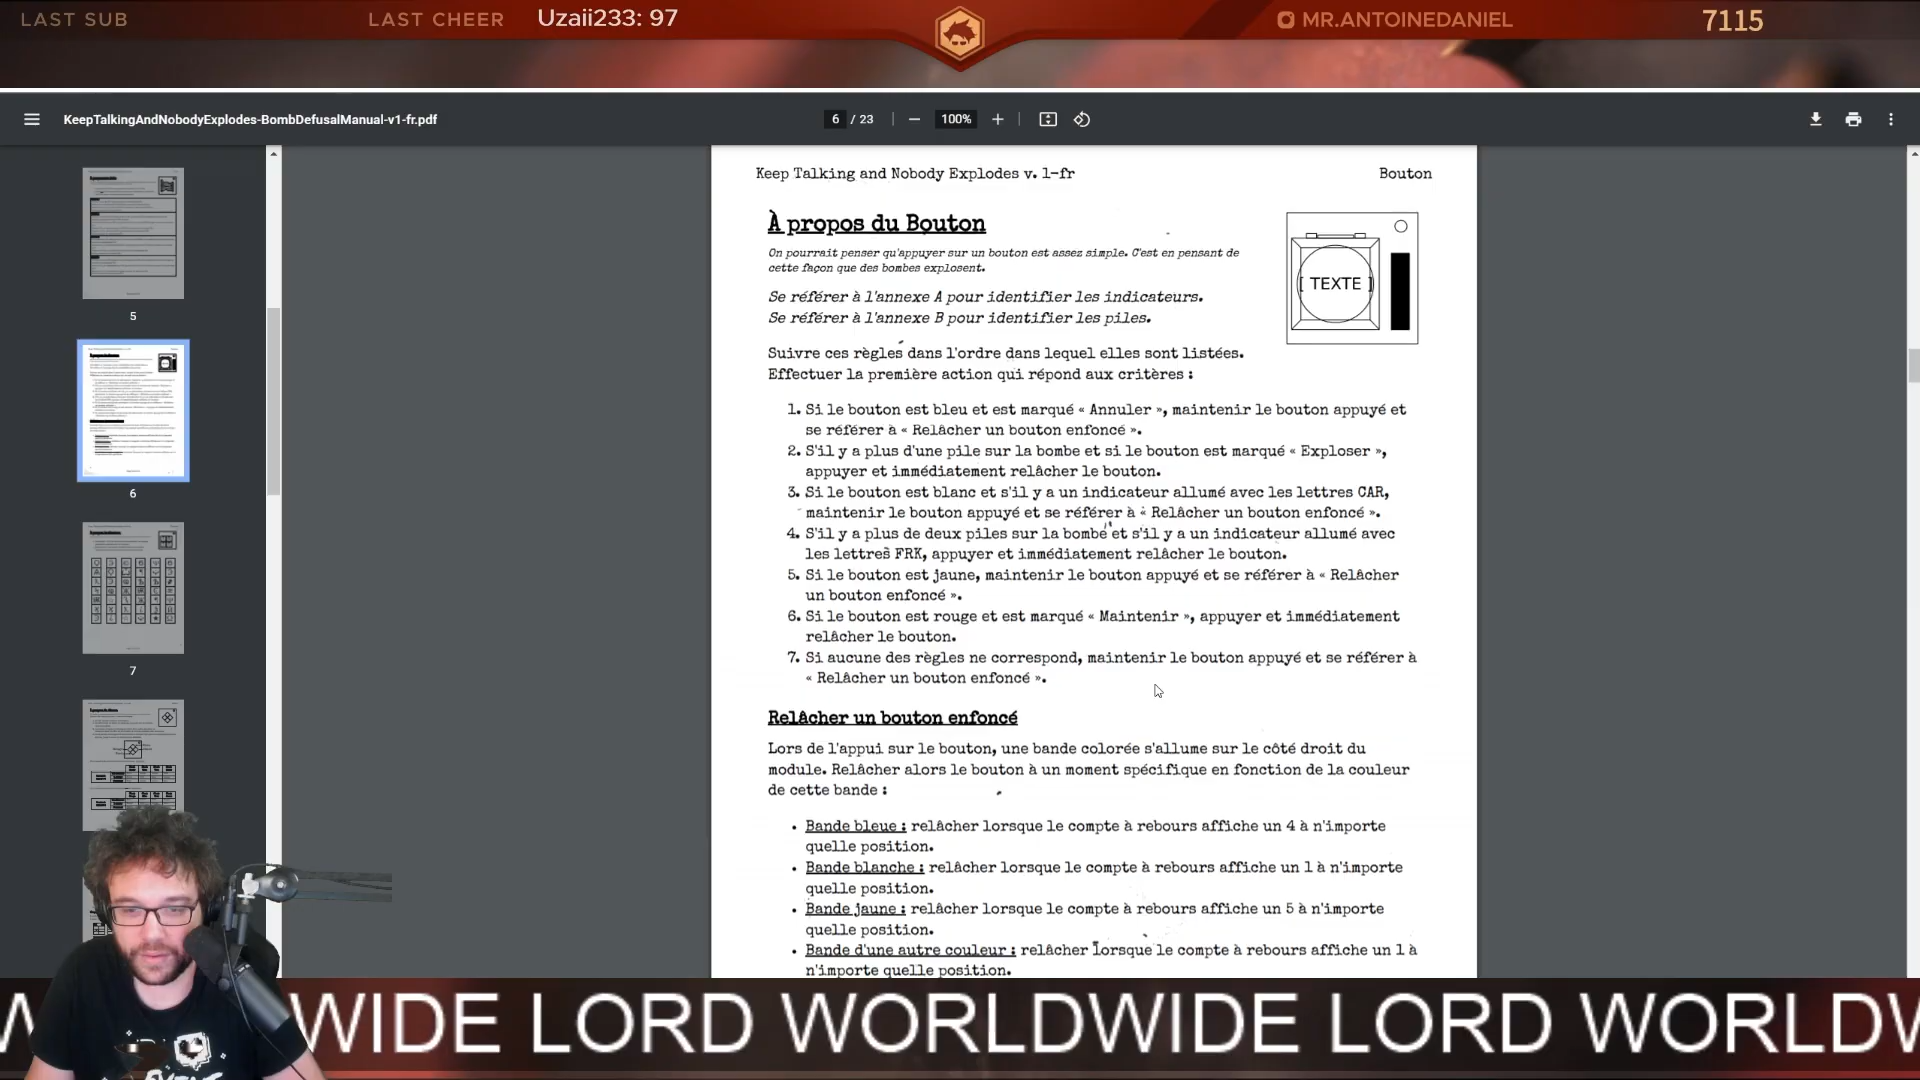 LAST SUB
LAST CHEER
Uzaii233: 97
MR.ANTOINEDANIEL
7115
KeepTalkingAndNobodyExplodes-BombDefusalManual-v1-fr.pdf
6 / 23
100%
5
6
7
Keep Talking and Nobody Explodes v. 1-fr
Bouton
À propos du Bouton
On pourrait penser qu'appuyer sur un bouton est assez simple. C'est en pensant de
cette façon que des bombes explosent.
TEXTE
Se référer à l'annexe A pour identifier les indicateurs.
Se référer à l'annexe B pour identifier les piles.
Suivre ces règles dans l'ordre dans lequel elles sont listées.
Effectuer la première action qui répond aux critères :
1. Si le bouton est bleu et est marqué « Annuler », maintenir le bouton appuyé et
se référer à « Relâcher un bouton enfoncé ».
2. S'il y a plus d'une pile sur la bombe et si le bouton est marqué « Exploser »,
appuyer et immédiatement relâcher le bouton.
3. Si le bouton est blanc et s'il y a un indicateur allumé avec les lettres CAR,
maintenir le bouton appuyé et se référer à « Relâcher un bouton enfoncé ».
4. S'il y a plus de deux piles sur la bombe et s'il y a un indicateur allumé avec
les lettres FRK, appuyer et immédiatement relâcher le bouton.
5. Si le bouton est jaune, maintenir le bouton appuyé et se référer à « Relâcher
un bouton enfoncé ».
6. Si le bouton est rouge et est marqué « Maintenir », appuyer et immédiatement
relâcher le bouton.
7. Si aucune des règles ne correspond, maintenir le bouton appuyé et se référer à
« Relâcher un bouton enfoncé ».
Relâcher un bouton enfoncé
Lors de l'appui sur le bouton, une bande colorée s'allume sur le côté droit du
module. Relâcher alors le bouton à un moment spécifique en fonction de la couleur
de cette bande :
• Bande bleue : relâcher lorsque le compte à rebours affiche un 4 à n'importe
quelle position.
• Bande blanche : relâcher lorsque le compte à rebours affiche un 1 à n'importe
quelle position.
• Bande jaune : relâcher lorsque le compte à rebours affiche un 5 à n'importe
quelle position.
• Bande d'une autre couleur : relâcher lorsque le compte à rebours affiche un 1 à
n'importe quelle position.
WIDE LORD WORLDWIDE LORD WORLDW